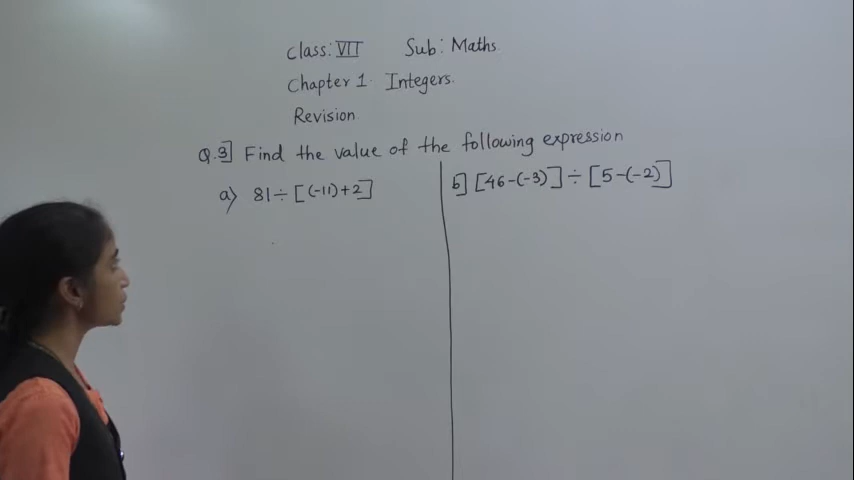 Class: VII Sub: Maths.
Chapter 1. Integers.
Revision
Q.3] Find the value of the following expression
a) 81 ÷ [(-11)+2]
b] [46-(-3)] ÷ [5-(-2)]